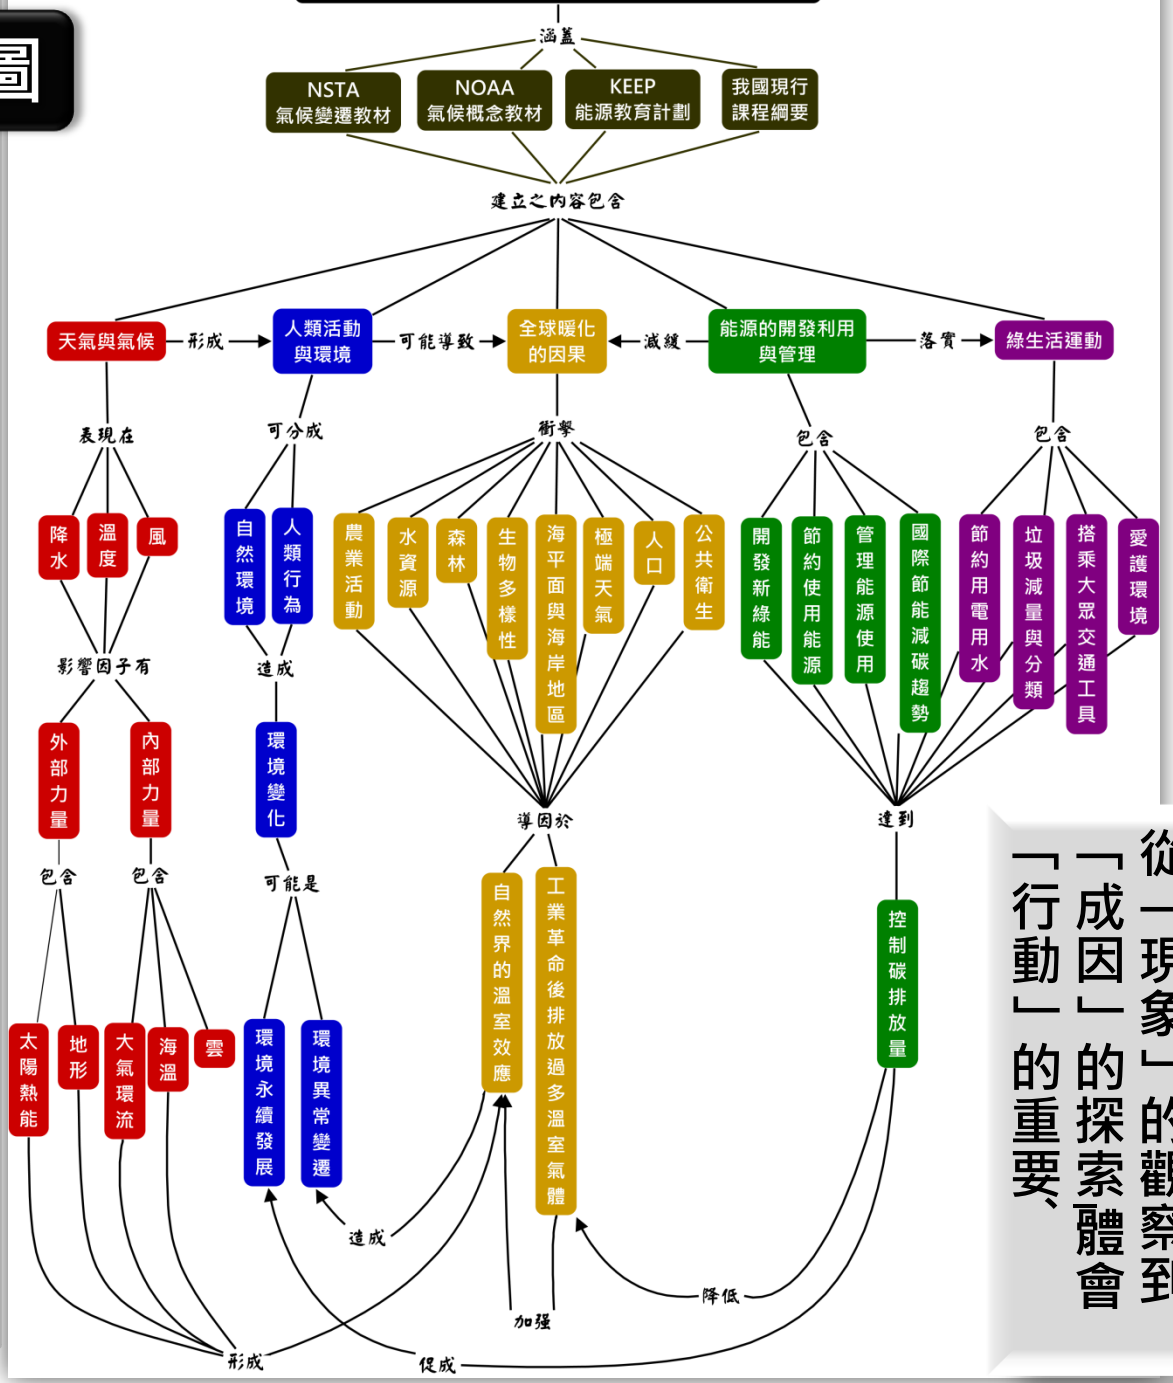 圖
涵蓋
NSTA
氣候變遷教材
NOAA
氣候概念教材
KEEP
能源教育計劃
我國現行
課程綱要
建立之內容包含
天氣與氣候
形成
人類活動
與環境
可能導致
全球暖化
的因果
減緩
能源的開發利用
與管理
落實
綠生活運動
表現在
可分成
衝擊
包含
包含
降水
溫度
風
自然環境
人類行為
農業活動
水資源
森林
生物多樣性
海平面與海岸地區
極端天氣
人口
公共衛生
開發新綠能
節約使用能源
管理能源使用
國際節能減碳趨勢
節約用電用水
垃圾減量與分類
搭乘大眾交通工具
愛護環境
影響因子有
造成
外部力量
內部力量
環境變化
導因於
達到
包含
包含
可能是
自然界的溫室效應
工業革命後排放過多溫室氣體
控制碳排放量
太陽熱能
地形
大氣環流
海溫
雲
環境永續發展
環境異常變遷
造成
降低
加強
形成
促成
從「現象」的觀察到
「成因」的探索體會
「行動」的重要、